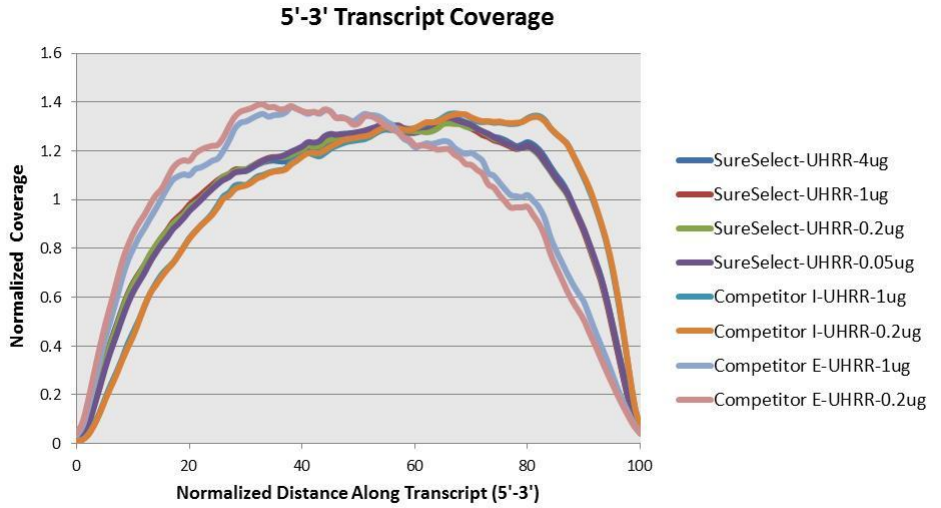 5'-3' Transcript Coverage
Normalized Coverage
1.6
1.4
1.2
1
0.8
0.6
0.4
0.2
0
0 20 40 60 80 100
Normalized Distance Along Transcript (5'-3')
SureSelect-UHRR-4ug
SureSelect-UHRR-1ug
SureSelect-UHRR-0.2ug
SureSelect-UHRR-0.05ug
Competitor I-UHRR-1ug
Competitor I-UHRR-0.2ug
Competitor E-UHRR-1ug
Competitor E-UHRR-0.2ug